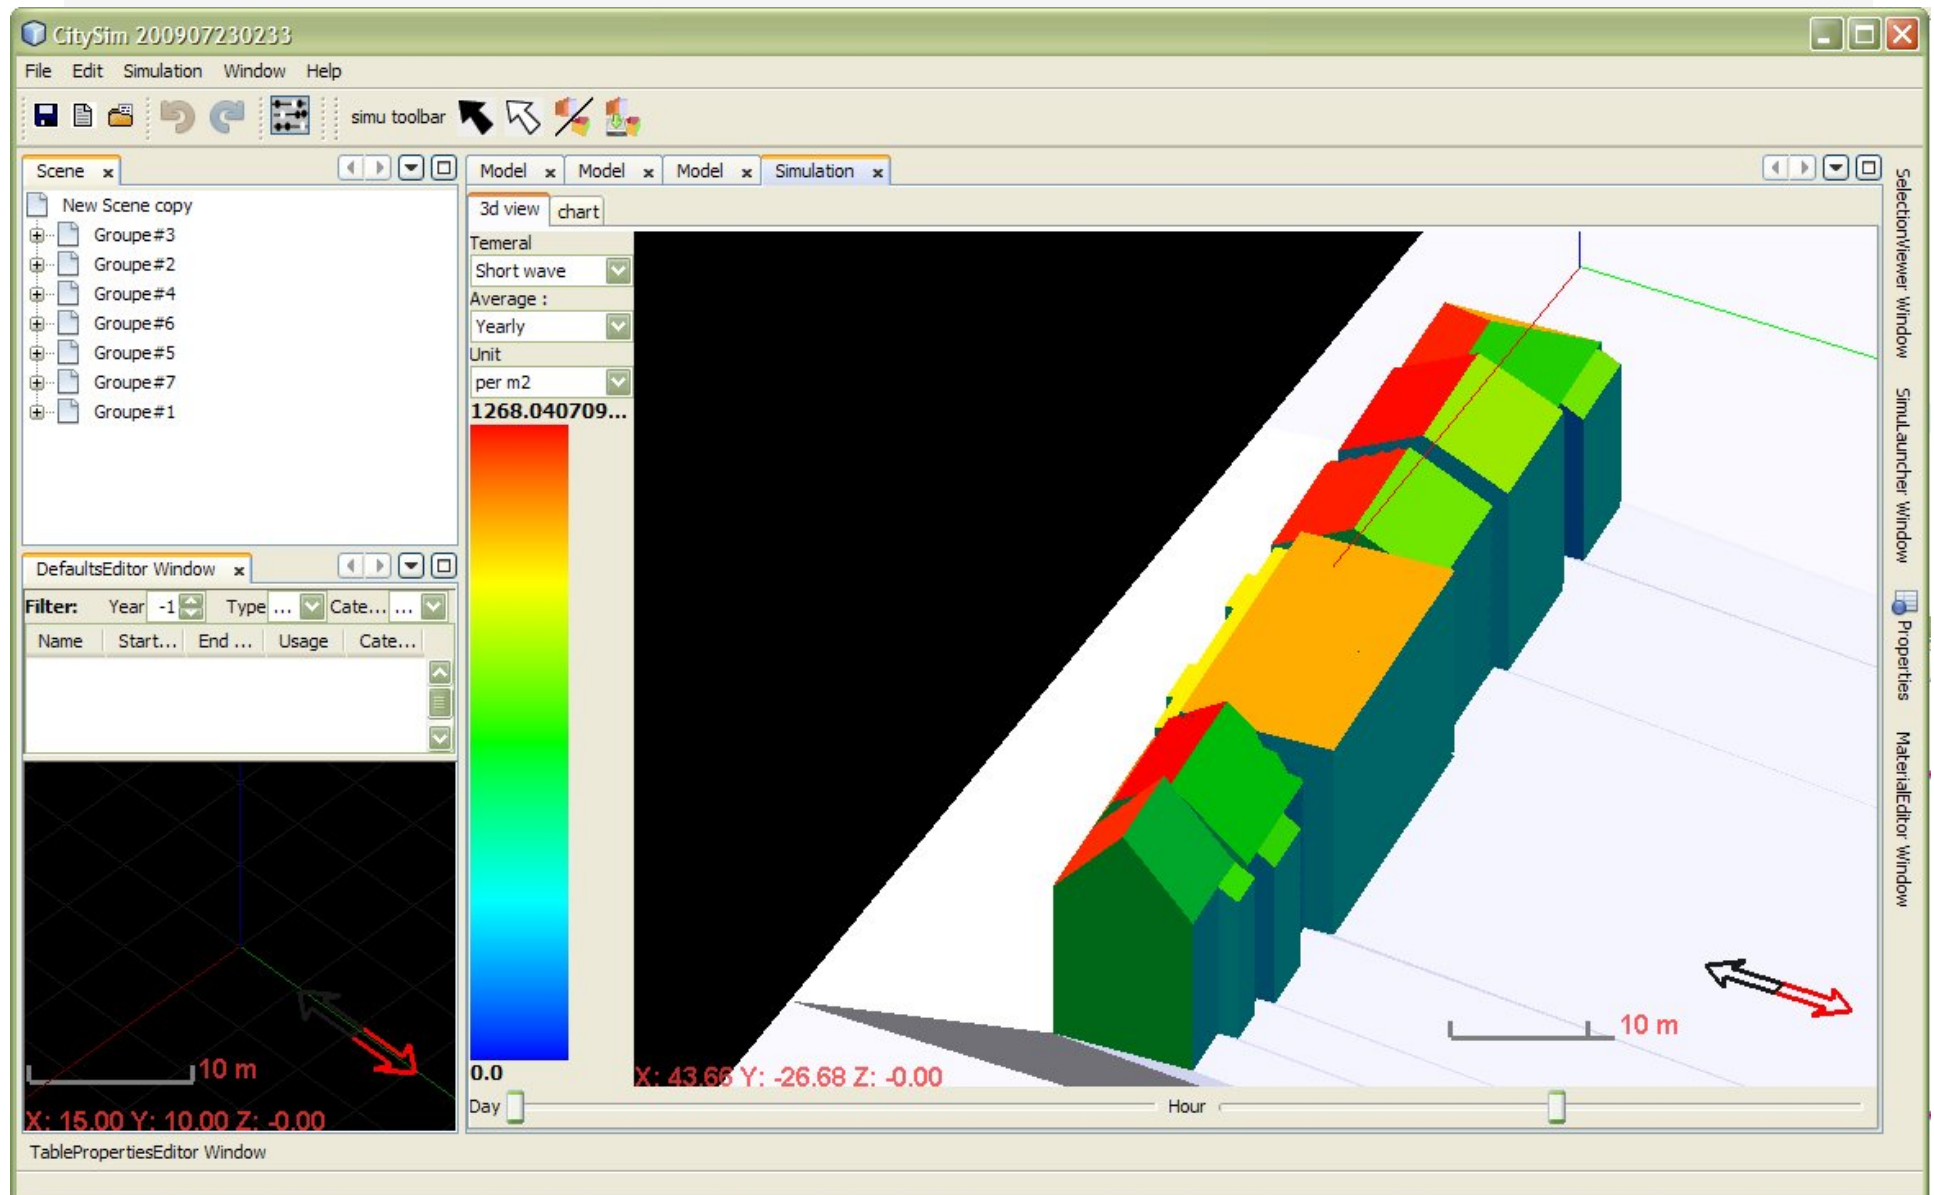 CitySim 200907230233
File Edit Simulation Window Help
simu toolbar
Scene
New Scene copy
Groupe#3
Groupe#2
Groupe#4
Groupe#6
Groupe#5
Groupe#7
Groupe#1
DefaultsEditor Window
Filter: Year -1 Type ... Cate... ...
Name Start... End ... Usage Cate...
10 m
X: 15.00 Y: 10.00 Z: -0.00
Model Model Model Simulation
3d view chart
Temeral
Short wave
Average :
Yearly
Unit
per m2
1268.040709...
0.0
10 m
X: 43.66 Y: -26.68 Z: -0.00
Day Hour
SelectionViewer Window
SimuLauncher Window
Properties
MaterialEditor Window
TablePropertiesEditor Window